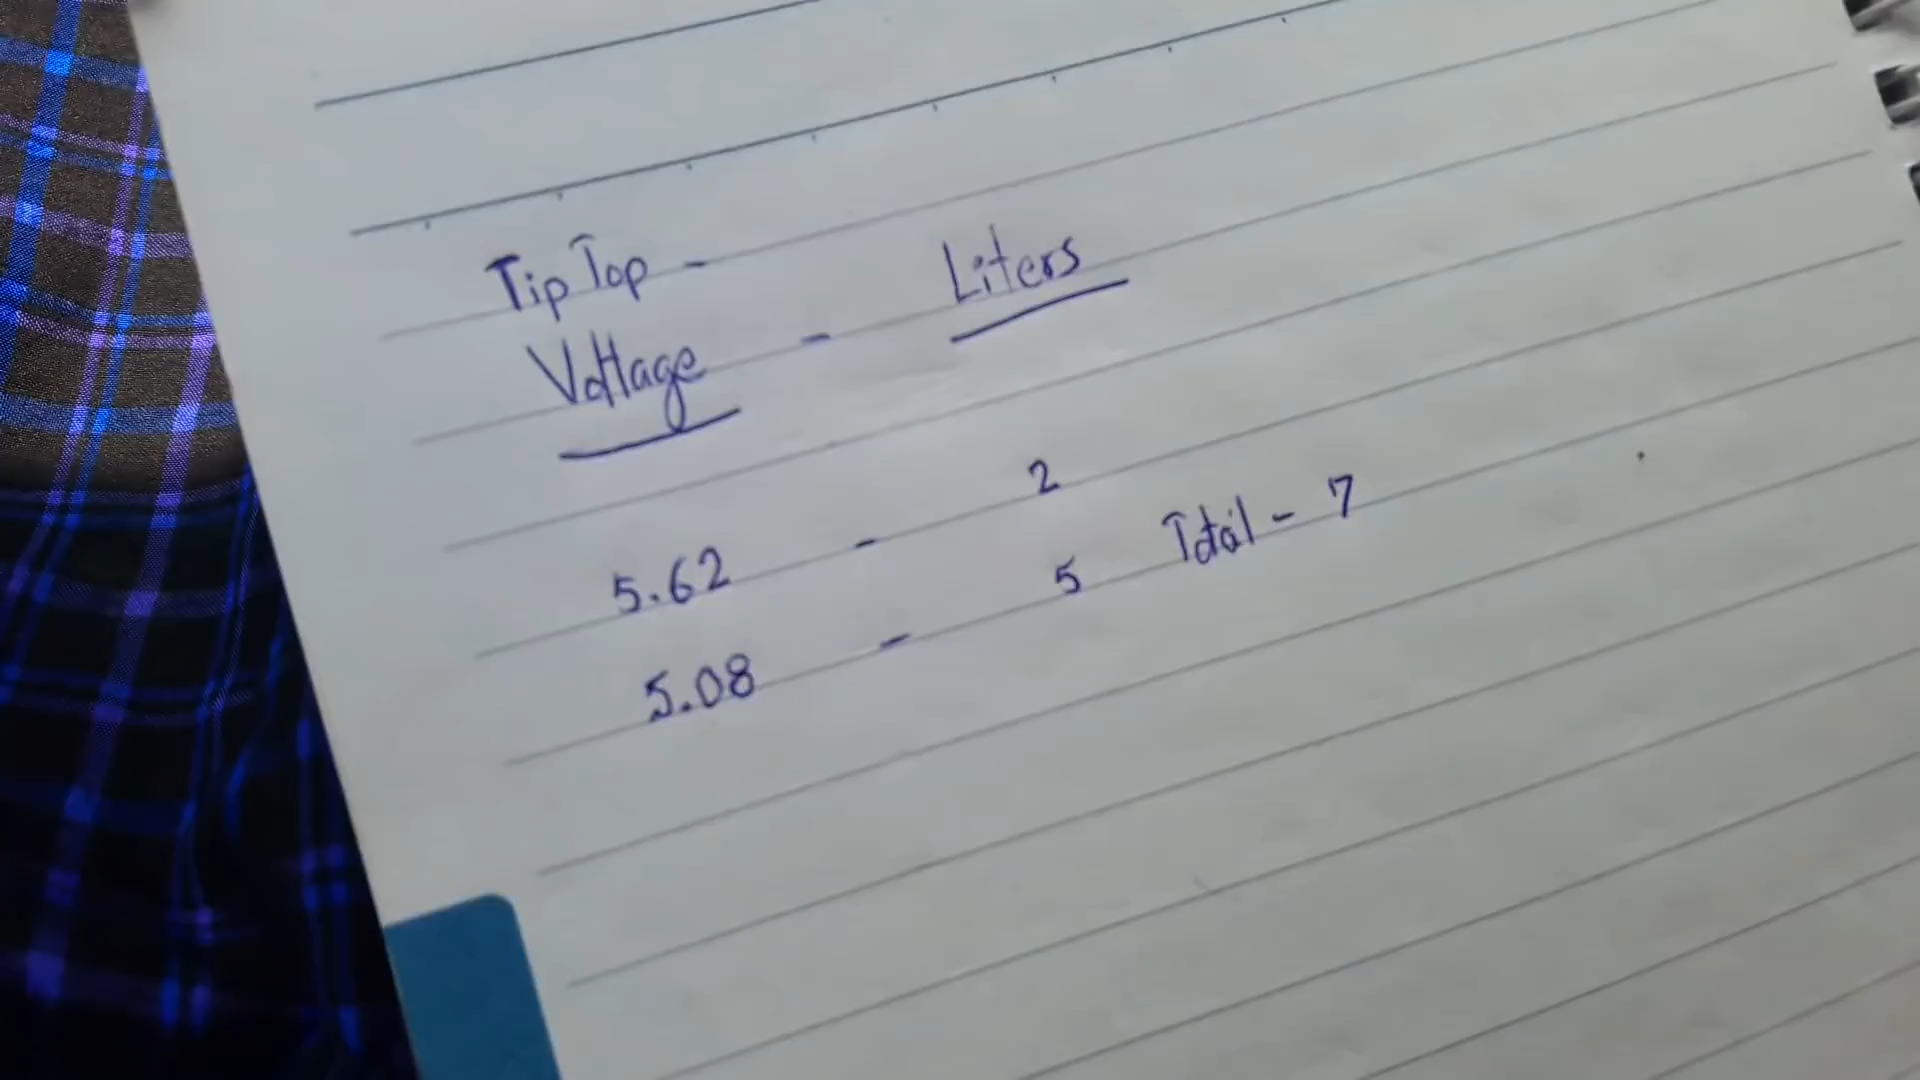 Tip Top -
Voltage - Liters
5.62 - 2
5.08 - 5 Total - 7